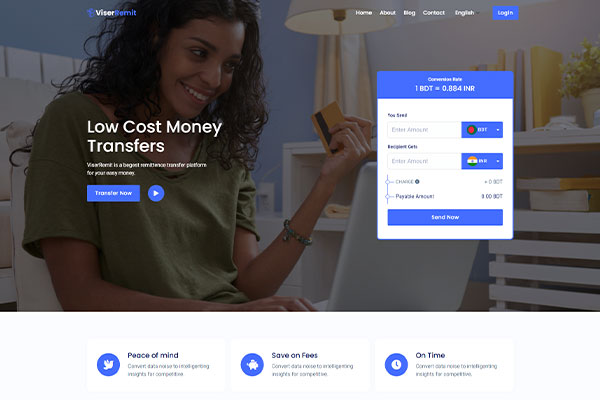 ViserRemit
Home About Blog Contact English Login
Conversion Rate
1 BDT = 0.884 INR
Low Cost Money
Transfers
ViserRemit is a begest remittence transfer platform
for your easy money.
Transfer Now
You Send
Enter Amount BDT
Recipient Gets
Enter Amount INR
CHARGE + 0 BDT
Payable Amount 0.00 BDT
Send Now
Peace of mind
Convert data noise to intelligenting
insights for competitive.
Save on Fees
Convert data noise to intelligenting
insights for competitive.
On Time
Convert data noise to intelligenting
insights for competitive.